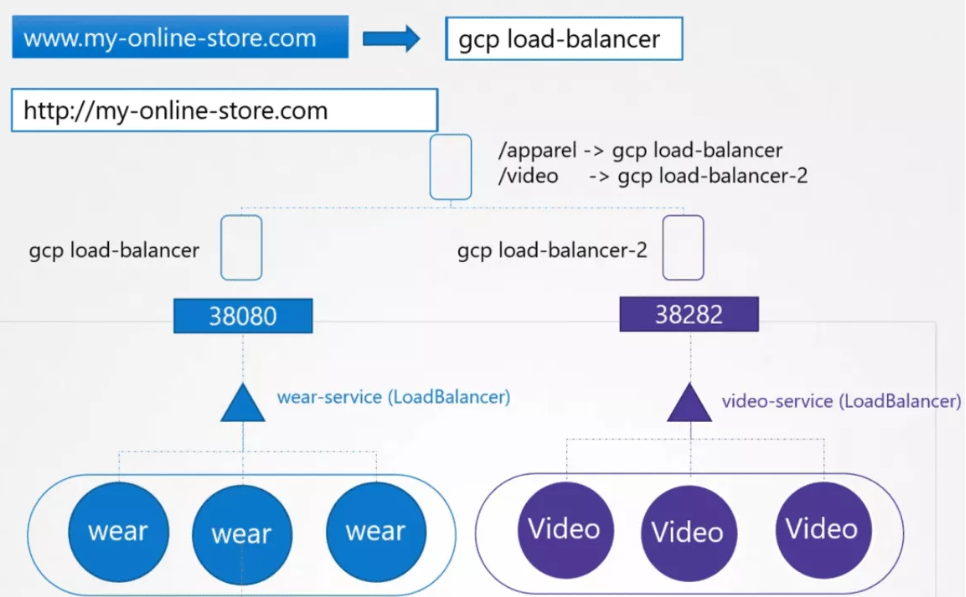 www.my-online-store.com
gcp load-balancer
http://my-online-store.com
/apparel -> gcp load-balancer
/video -> gcp load-balancer-2
gcp load-balancer
gcp load-balancer-2
38080
38282
wear-service (LoadBalancer)
video-service (LoadBalancer)
wear
wear
wear
Video
Video
Video